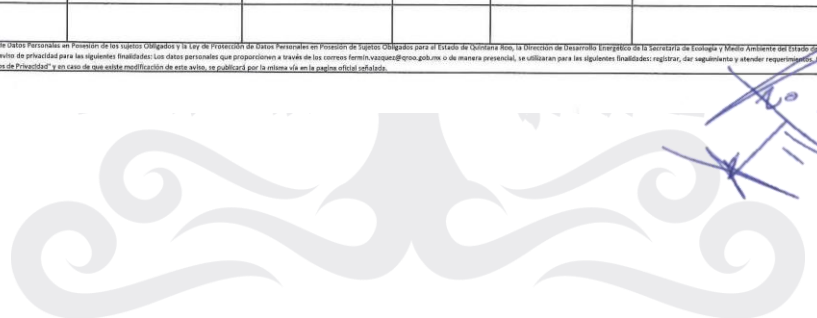 de Datos Personales en Posesión de los sujetos Obligados y la Ley de Protección de Datos Personales en Posesión de Sujetos Obligados para el Estado de Quintana Roo, la Dirección de Desarrollo Energético de la Secretaría de Ecología y Medio Ambiente del Estado de
aviso de privacidad para las siguientes finalidades: Los datos personales que proporcionen a través de los correos fermin.vazquez@qroo.gob.mx o de manera presencial, se utilizaran para las siguientes finalidades: registrar, dar seguimiento y atender requerimientos.
os de Privacidad" y en caso de que existe modificación de este aviso, se publicará por la misma vía en la pagina oficial señalada.